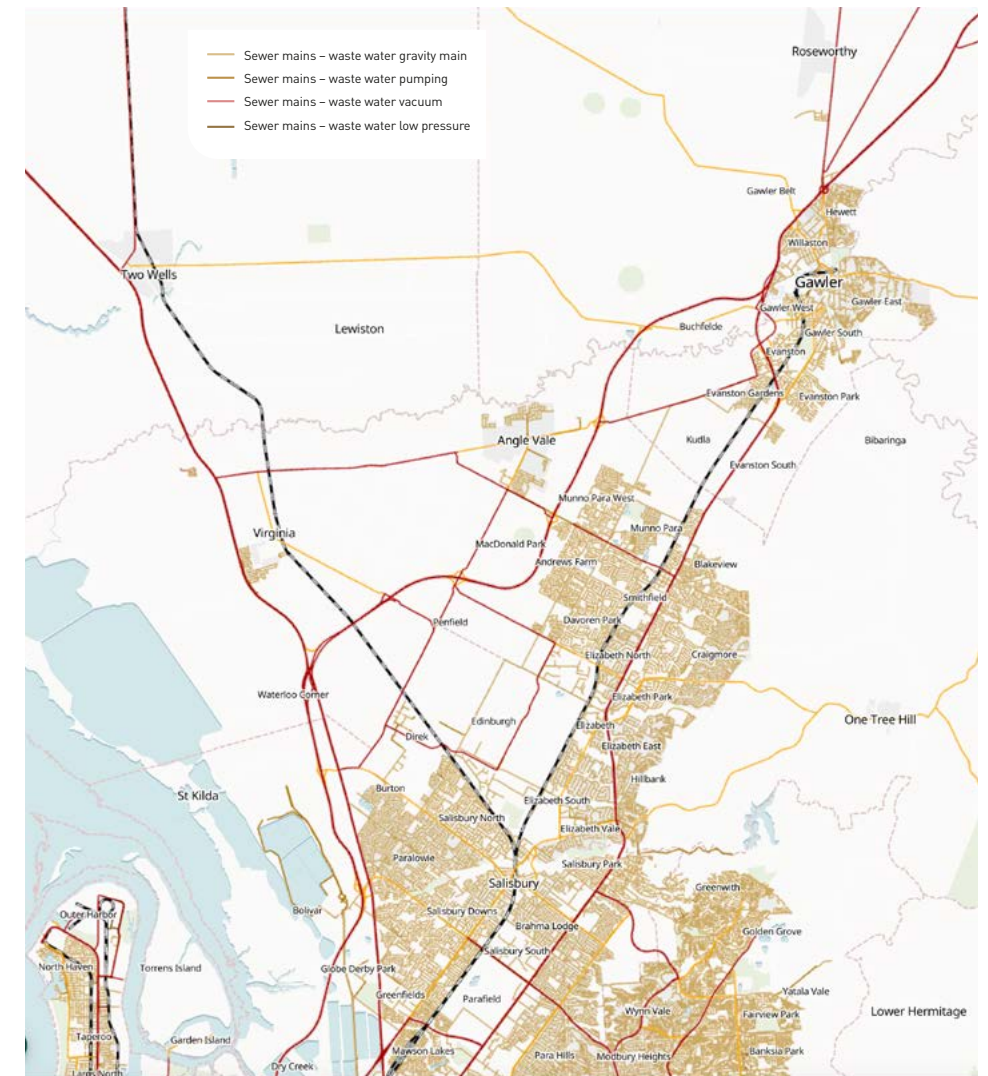 Sewer mains – waste water gravity main
Sewer mains – waste water pumping
Sewer mains – waste water vacuum
Sewer mains – waste water low pressure
Roseworthy
Gawler Belt
Hewett
Willaston
Two Wells
Gawler
Gawler East
Gawler West
Lewiston
Buchfelde
Gawler South
Evanston
Evanston Gardens
Evanston Park
Angle Vale
Kudla
Bibaringa
Evanston South
Munno Para West
Munno Para
Virginia
MacDonald Park
Andrews Farm
Blakeview
Smithfield
Penfield
Davoren Park
Elizabeth North
Craigmore
Waterloo Corner
Elizabeth Park
Edinburgh
Elizabeth
One Tree Hill
Direk
Elizabeth East
Hillbank
St Kilda
Burton
Elizabeth South
Salisbury North
Elizabeth Vale
Paralowie
Salisbury Park
Salisbury
Greenwith
Outer Harbor
Bolivar
Salisbury Downs
Brahma Lodge
Golden Grove
Salisbury South
North Haven
Torrens Island
Globe Derby Park
Greenfields
Parafield
Yatala Vale
Wynn Vale
Fairview Park
Lower Hermitage
Taperoo
Garden Island
Mawson Lakes
Para Hills
Modbury Heights
Banksia Park
Dry Creek
Largs North